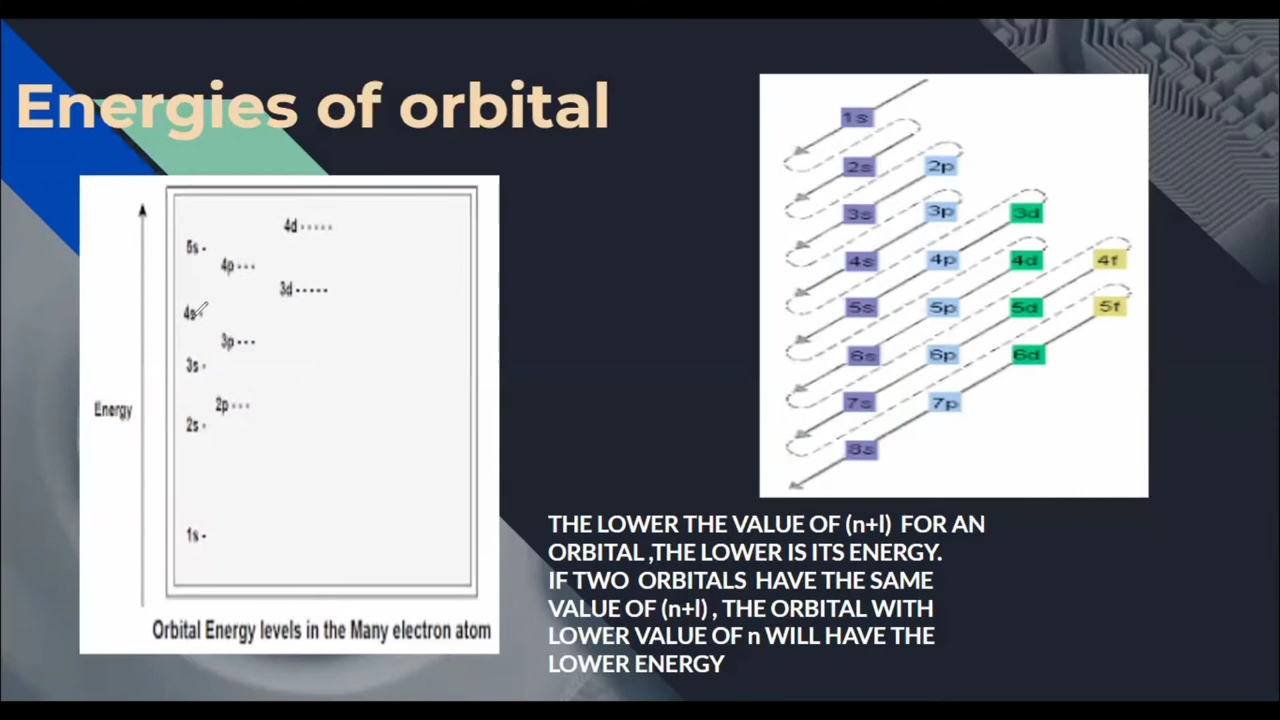 Energies of orbital
4d
5s
4p
3d
4s
3p
3s
Energy
2p
2s
1s
Orbital Energy levels in the Many electron atom
1s
2s 2p
3s 3p 3d
4s 4p 4d 4f
5s 5p 5d 5f
6s 6p 6d
7s 7p
8s
THE LOWER THE VALUE OF (n+l) FOR AN
ORBITAL ,THE LOWER IS ITS ENERGY.
IF TWO ORBITALS HAVE THE SAME
VALUE OF (n+l) , THE ORBITAL WITH
LOWER VALUE OF n WILL HAVE THE
LOWER ENERGY